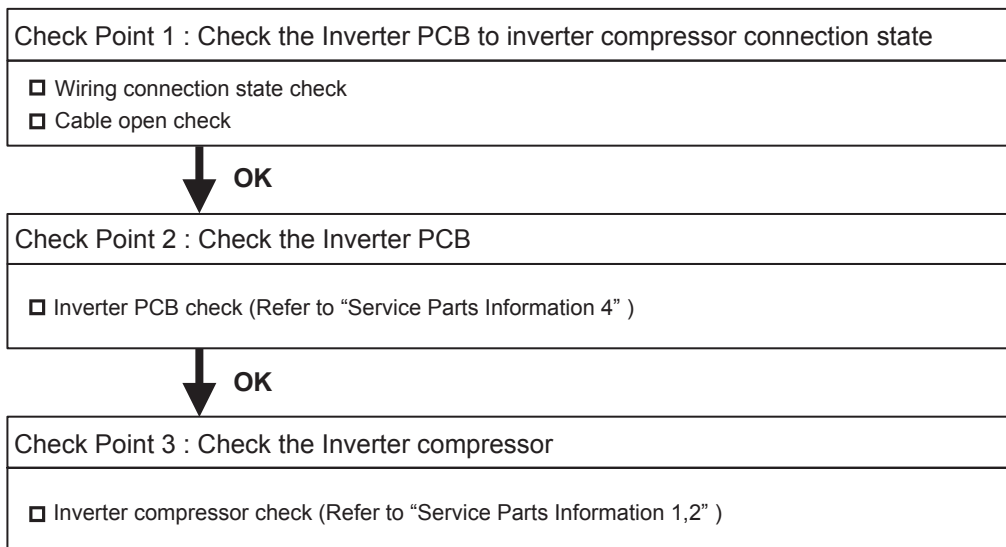 Check Point 1 : Check the Inverter PCB to inverter compressor connection state
Wiring connection state check
Cable open check
OK
Check Point 2 : Check the Inverter PCB
Inverter PCB check (Refer to “Service Parts Information 4” )
OK
Check Point 3 : Check the Inverter compressor
Inverter compressor check (Refer to “Service Parts Information 1,2” )